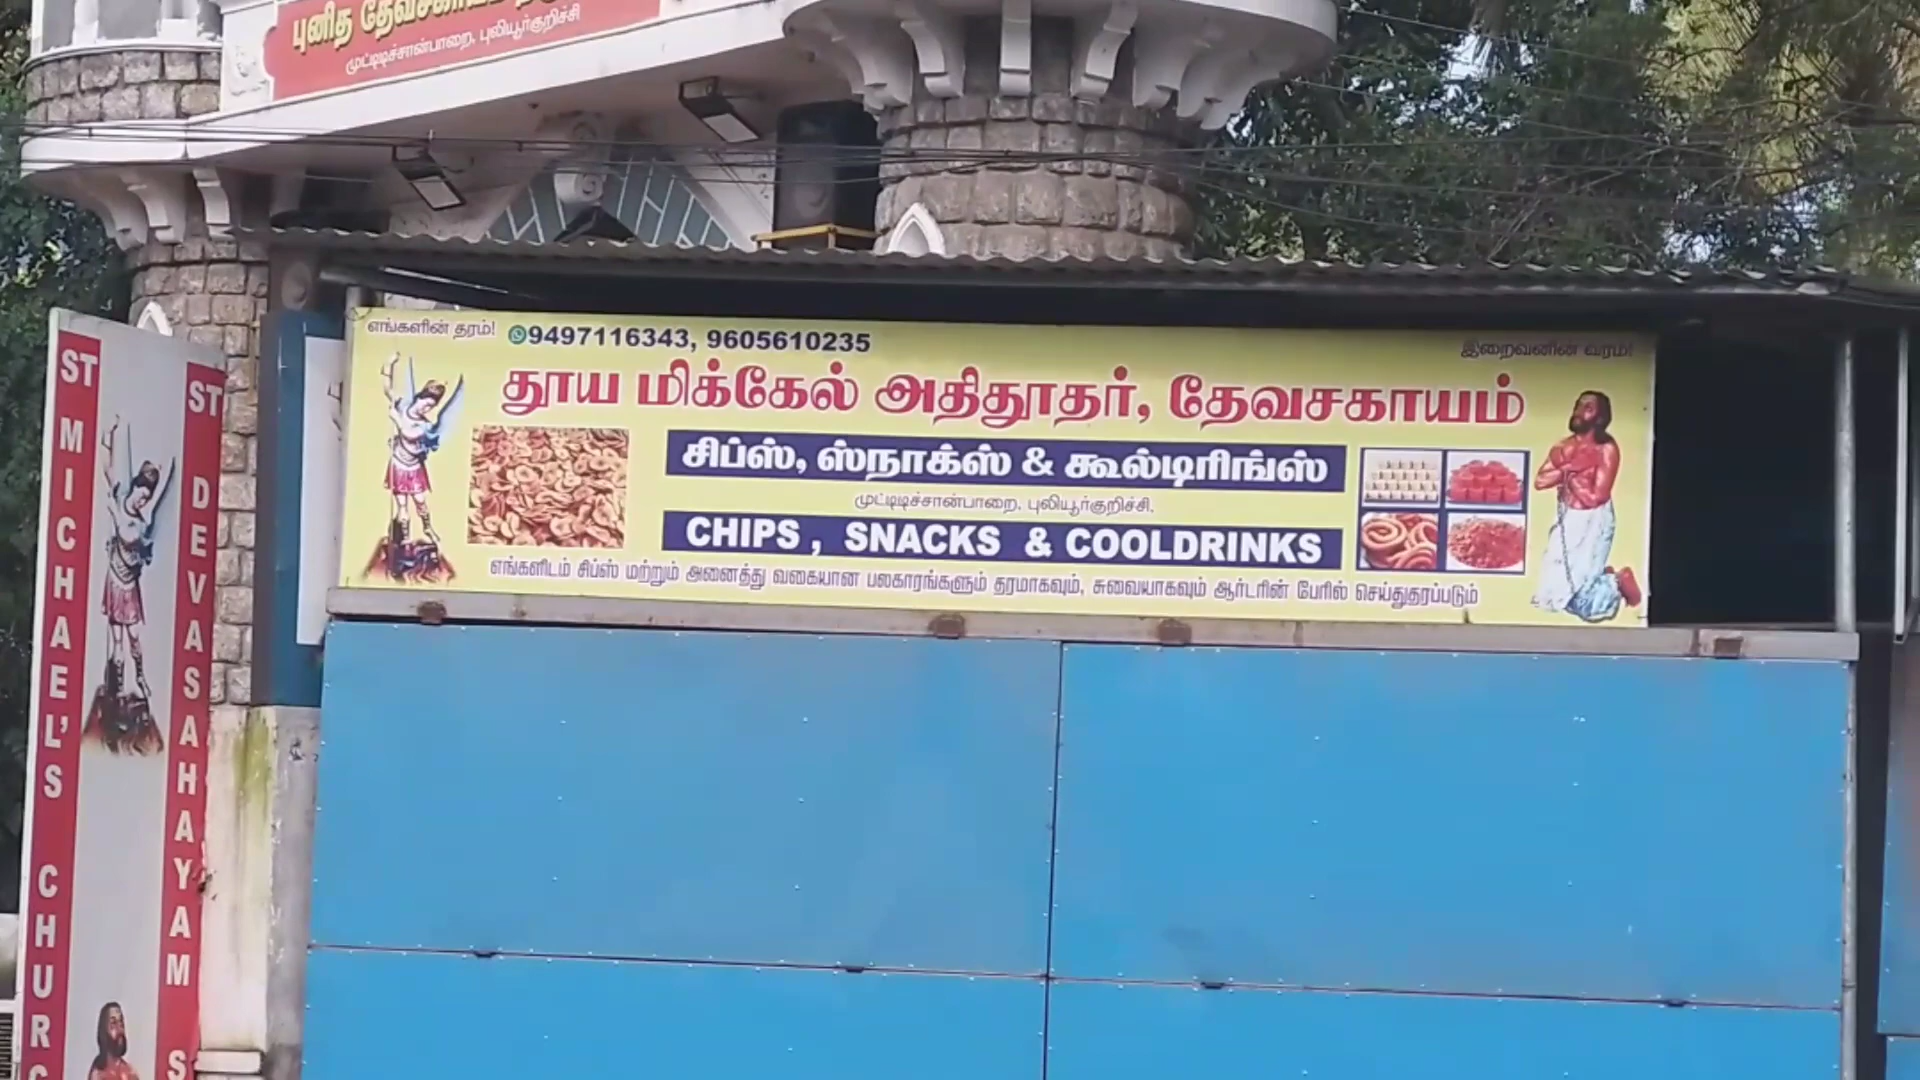 புனித
முட்டிடிச்சான்பாறை, புலியூர்குறிச்சி
எங்களின் தரம்! 9497116343, 9605610235
இறைவனின் வரம்!
தூய மிக்கேல் அதிதூதர், தேவசகாயம்
சிப்ஸ், ஸ்நாக்ஸ் & கூல்டிரிங்ஸ்
முட்டிடிச்சான்பாறை, புலியூர்குறிச்சி.
CHIPS , SNACKS & COOLDRINKS
எங்களிடம் சிப்ஸ் மற்றும் அனைத்து வகையான பலகாரங்களும் தரமாகவும், சுவையாகவும் ஆர்டரின் பேரில் செய்துதரப்படும்
ST MICHAEL'S CHURC
ST DEVASAHAYAM S